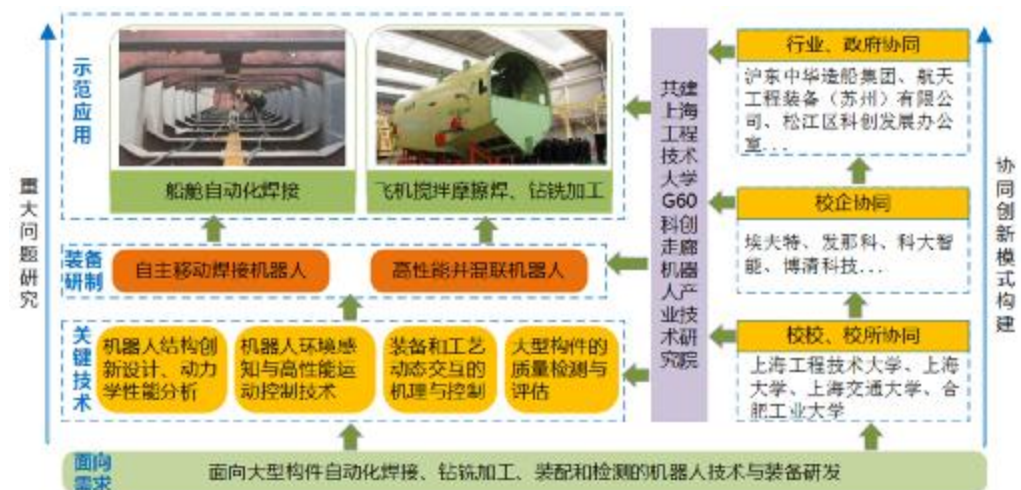 重大问题研究
示范应用
船舱自动化焊接
飞机搅拌摩擦焊、钻铣加工
装备
研制
自主移动焊接机器人
高性能并混联机器人
关键技术
机器人结构创
新设计、动力
学性能分析
机器人环境感
知与高性能运
动控制技术
装备和工艺
动态交互的
机理与控制
大型构件的
质量检测与
评估
共建
上海
工程
技术
大学
G60
科创
走廊
机器
人产
业技
术研
究院
行业、政府协同
沪东中华造船集团、航天
工程装备（苏州）有限公
司、松江区科创发展办公
室...
校企协同
埃夫特、发那科、科大智
能、博清科技...
校校、校所协同
上海工程技术大学、上海
大学、上海交通大学、合
肥工业大学
协同创新模式构建
面向
需求
面向大型构件自动化焊接、钻铣加工、装配和检测的机器人技术与装备研发